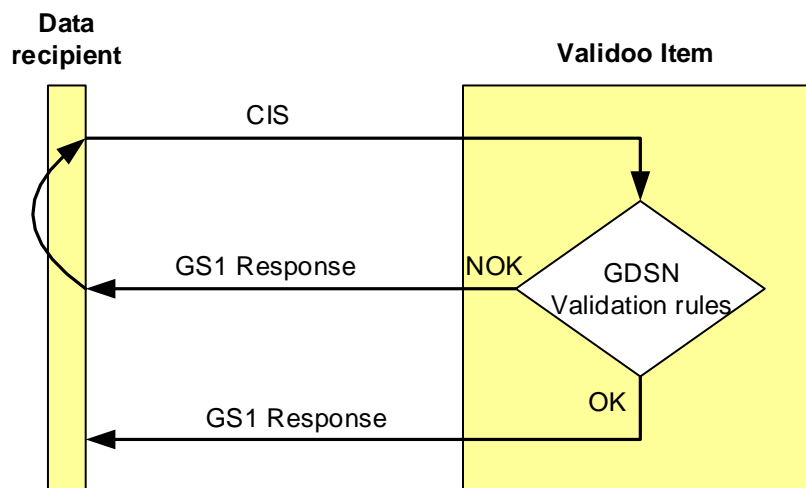 Data
recipient
Validoo Item
CIS
GS1 Response
NOK
GDSN
Validation rules
OK
GS1 Response